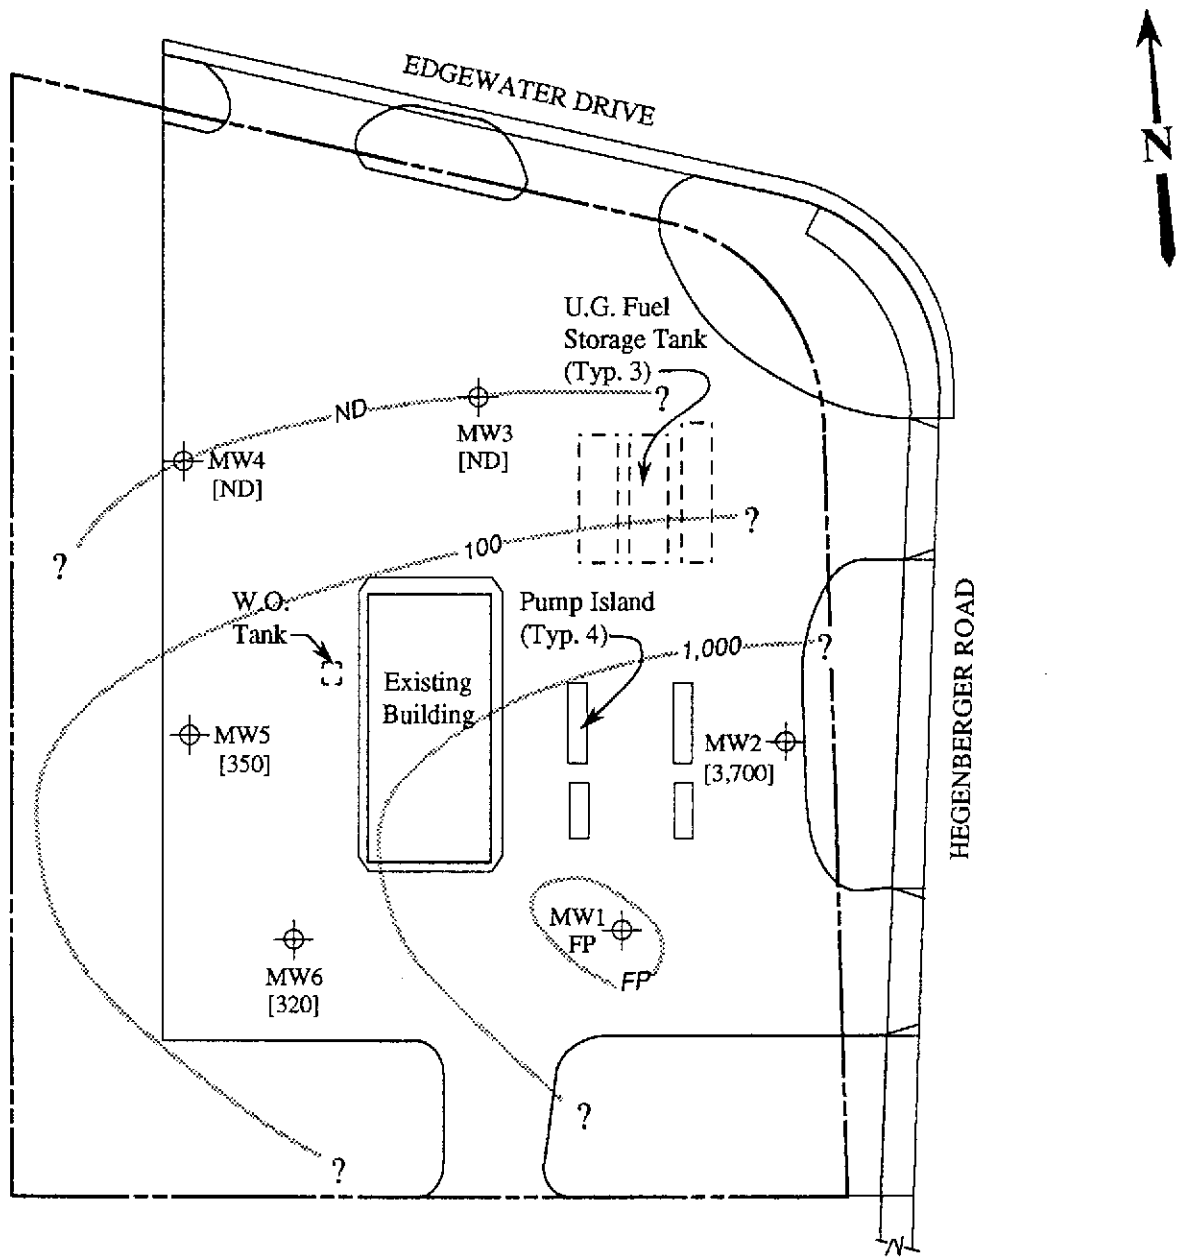 EDGEWATER DRIVE
N
U.G. Fuel
Storage Tank
(Typ. 3)
?
ND
MW3
[ND]
MW4
[ND]
?
100
?
W.O.
Tank
Pump Island
(Typ. 4)
1,000
?
Existing
Building
MW5
[350]
MW2
[3,700]
HEGENBERGER ROAD
MW1
FP
FP
MW6
[320]
?
?